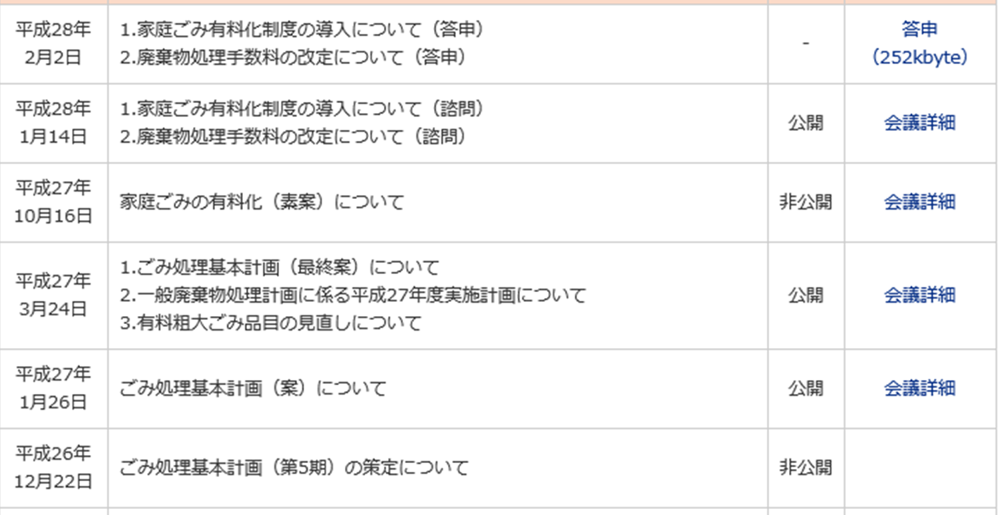 平成28年
2月2日
1.家庭ごみ有料化制度の導入について（答申）
2.廃棄物処理手数料の改定について（答申）
-
答申
（252kbyte）
平成28年
1月14日
1.家庭ごみ有料化制度の導入について（諮問）
2.廃棄物処理手数料の改定について（諮問）
公開
会議詳細
平成27年
10月16日
家庭ごみの有料化（素案）について
非公開
会議詳細
平成27年
3月24日
1.ごみ処理基本計画（最終案）について
2.一般廃棄物処理計画に係る平成27年度実施計画について
3.有料粗大ごみ品目の見直しについて
公開
会議詳細
平成27年
1月26日
ごみ処理基本計画（案）について
公開
会議詳細
平成26年
12月22日
ごみ処理基本計画（第5期）の策定について
非公開